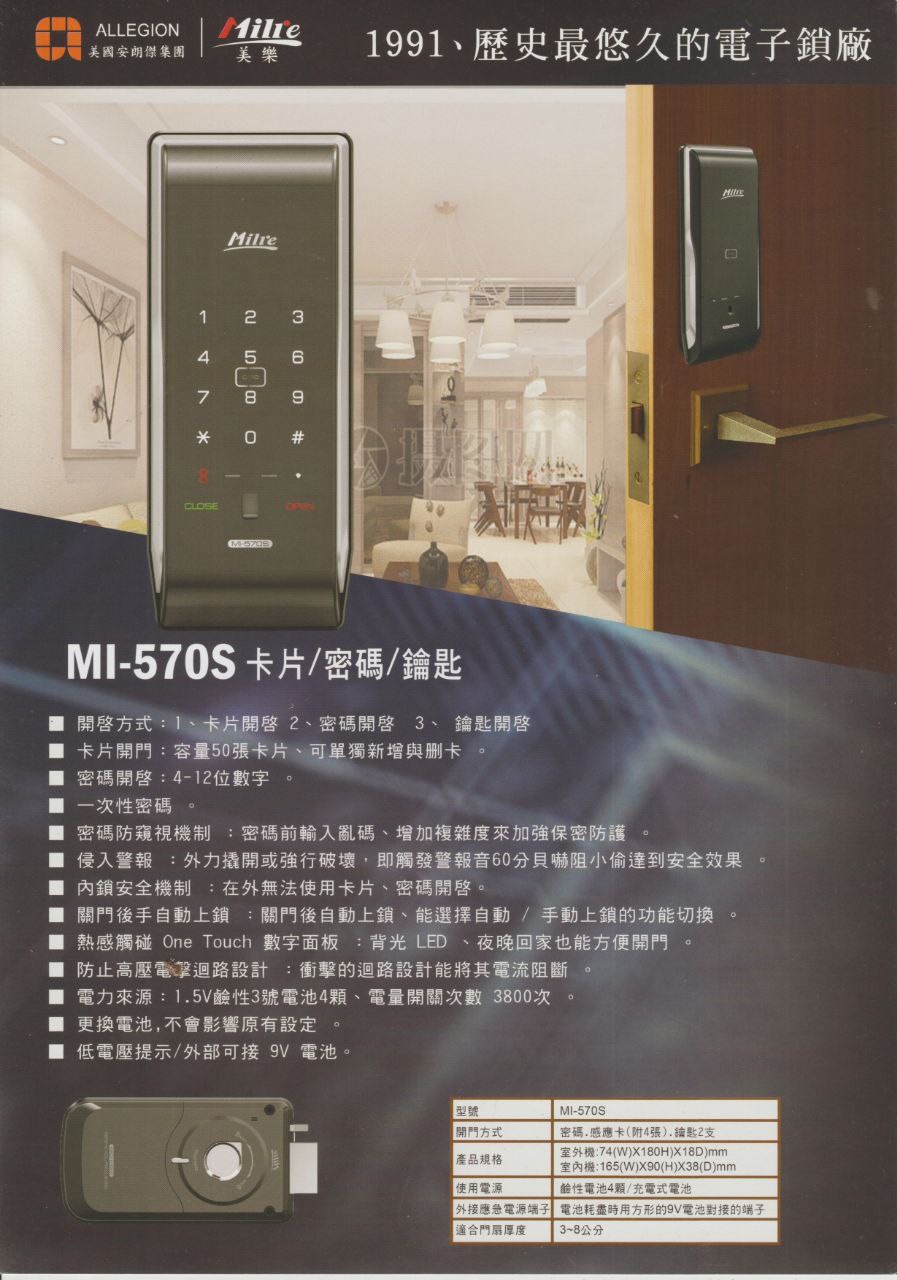 ALLEGION
美國安朗傑集團
Milre
美樂
1991、歷史最悠久的電子鎖廠
Milre
1 2 3
4 5 6
7 8 9
* 0 #
CLOSE OPEN
MI-570S
Milre
摄图网
MI-570S 卡片/密碼/鑰匙
■ 開啓方式：1、卡片開啓 2、密碼開啓 3、 鑰匙開啓
■ 卡片開門：容量50張卡片、可單獨新增與刪卡 。
■ 密碼開啓：4-12位數字 。
■ 一次性密碼 。
■ 密碼防窺視機制 ：密碼前輸入亂碼、增加複雜度來加強保密防護 。
■ 侵入警報 ：外力撬開或強行破壞，即觸發警報音60分貝嚇阻小偷達到安全效果 。
■ 內鎖安全機制 ：在外無法使用卡片、密碼開啓。
■ 關門後手自動上鎖 ：關門後自動上鎖、能選擇自動 / 手動上鎖的功能切換 。
■ 熱感觸碰 One Touch 數字面板 ：背光 LED 、夜晚回家也能方便開門 。
■ 防止高壓電擊迴路設計 ：衝擊的迴路設計能將其電流阻斷 。
■ 電力來源：1.5V鹼性3號電池4顆、電量開關次數 3800次 。
■ 更換電池,不會影響原有設定 。
■ 低電壓提示/外部可接 9V 電池。
Milre
型號 MI-570S
開門方式 密碼.感應卡(附4張).鑰匙2支
產品規格 室外機:74(W)X180H)X18D)mm
室內機:165(W)X90(H)X38(D)mm
使用電源 鹼性電池4顆/充電式電池
外接應急電源端子 電池耗盡時用方形的9V電池對接的端子
適合門扇厚度 3~8公分